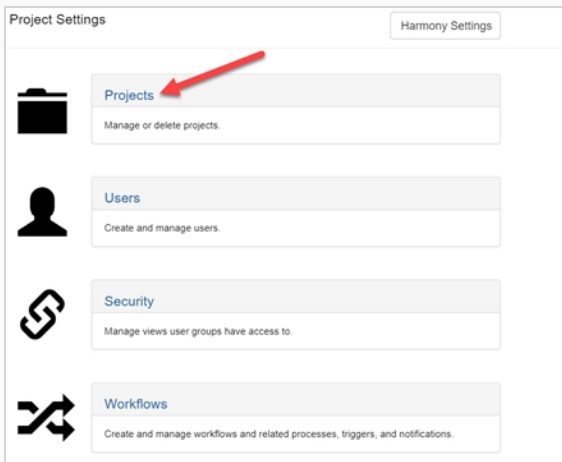 Project Settings
Harmony Settings
Projects
Manage or delete projects.
Users
Create and manage users.
Security
Manage views user groups have access to.
Workflows
Create and manage workflows and related processes, triggers, and notifications.